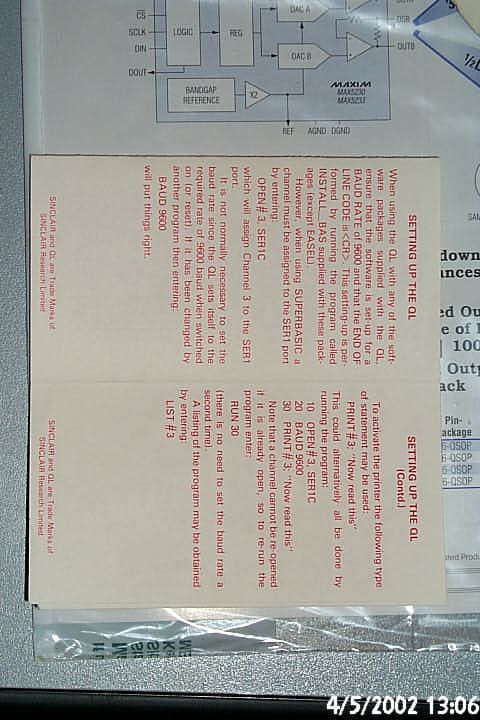 CS
SCLK
DIN
DOUT
LOGIC
REG
DAC A
DAC B
OSB
OUTB
BANDGAP
REFERENCE
X2
MAXIM
MAX5230
MAX5233
REF
AGND
DGND
SETTING UP THE QL
When using the QL with any of the soft-
ware packages supplied with the QL,
ensure that the software is set-up for a
BAUD RATE of 9600 and that the END OF
LINE CODE is <CR>. This setting-up is per-
formed by running the program called
INSTALL BAS supplied with these pack-
ages (except EASEL).
However, when using SUPERBASIC a
channel must be assigned to the SER1 port
by entering:
OPEN# 3, SER1C
which will assign Channel 3 to the SER1
port.
It is not normally necessary to set the
baud rate since the QL sets itself to the
required rate of 9600 baud when switched
on (or reset). If it has been changed by
another program then entering:
BAUD 9600
will put things right.
SINCLAIR and QL are Trade Marks of
SINCLAIR Research Limited
SETTING UP THE QL
(Contd.)
To activate the printer the following type
of statement may be used:
PRINT# 3; "Now read this"
This could alternatively all be done by
running the program:
10 OPEN# 3, SER1C
20 BAUD 9600
30 PRINT# 3; "Now read this"
Note that a channel cannot be re-opened
if it is already open, so to re-run the
program enter:
RUN 30
(there is no need to set the baud rate a
second time).
A listing of the program may be obtained
by entering:
LIST #3
SINCLAIR and QL are Trade Marks of
SINCLAIR Research Limited
4/5/2002 13:06